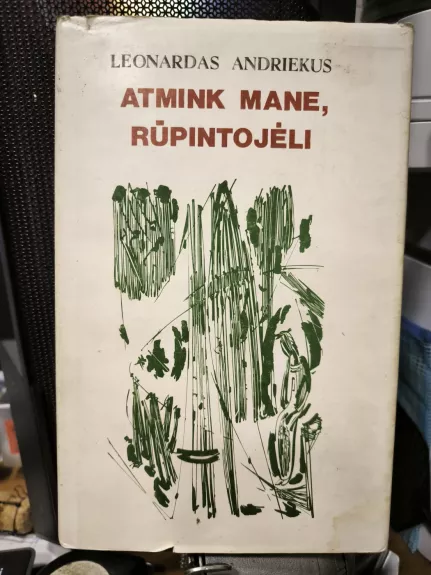 LEONARDAS ANDRIEKUS
ATMINK MANE,
RŪPINTOJĖLI